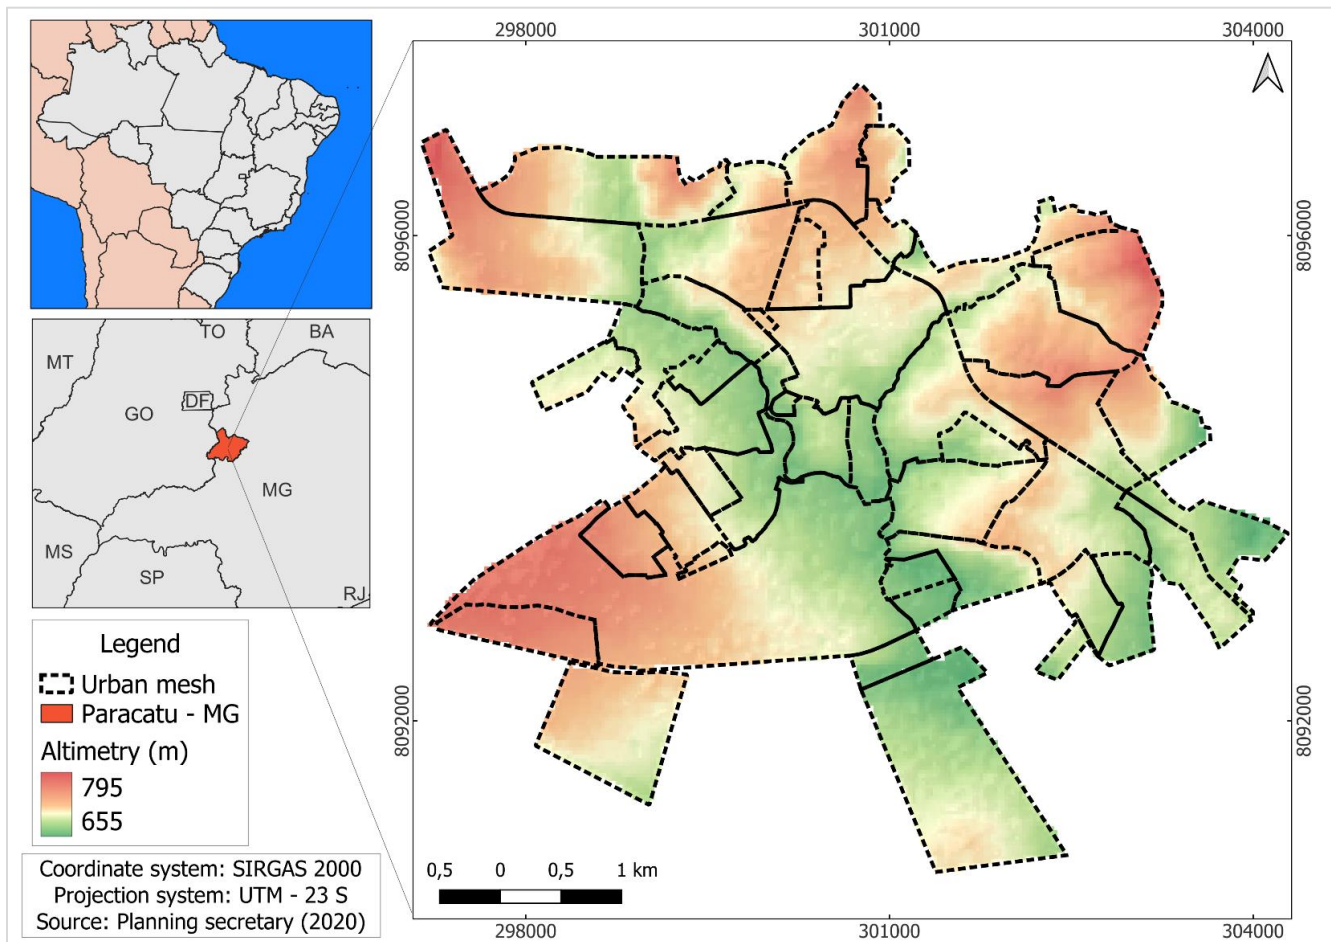 298000
301000
304000
8096000
8096000
TO
BA
MT
DF
GO
MG
MS
SP
RJ
Legend
Urban mesh
Paracatu - MG
Altimetry (m)
795
655
8092000
8092000
0,5
0
0,5
1 km
Coordinate system: SIRGAS 2000
Projection system: UTM - 23 S
Source: Planning secretary (2020)
298000
301000
304000